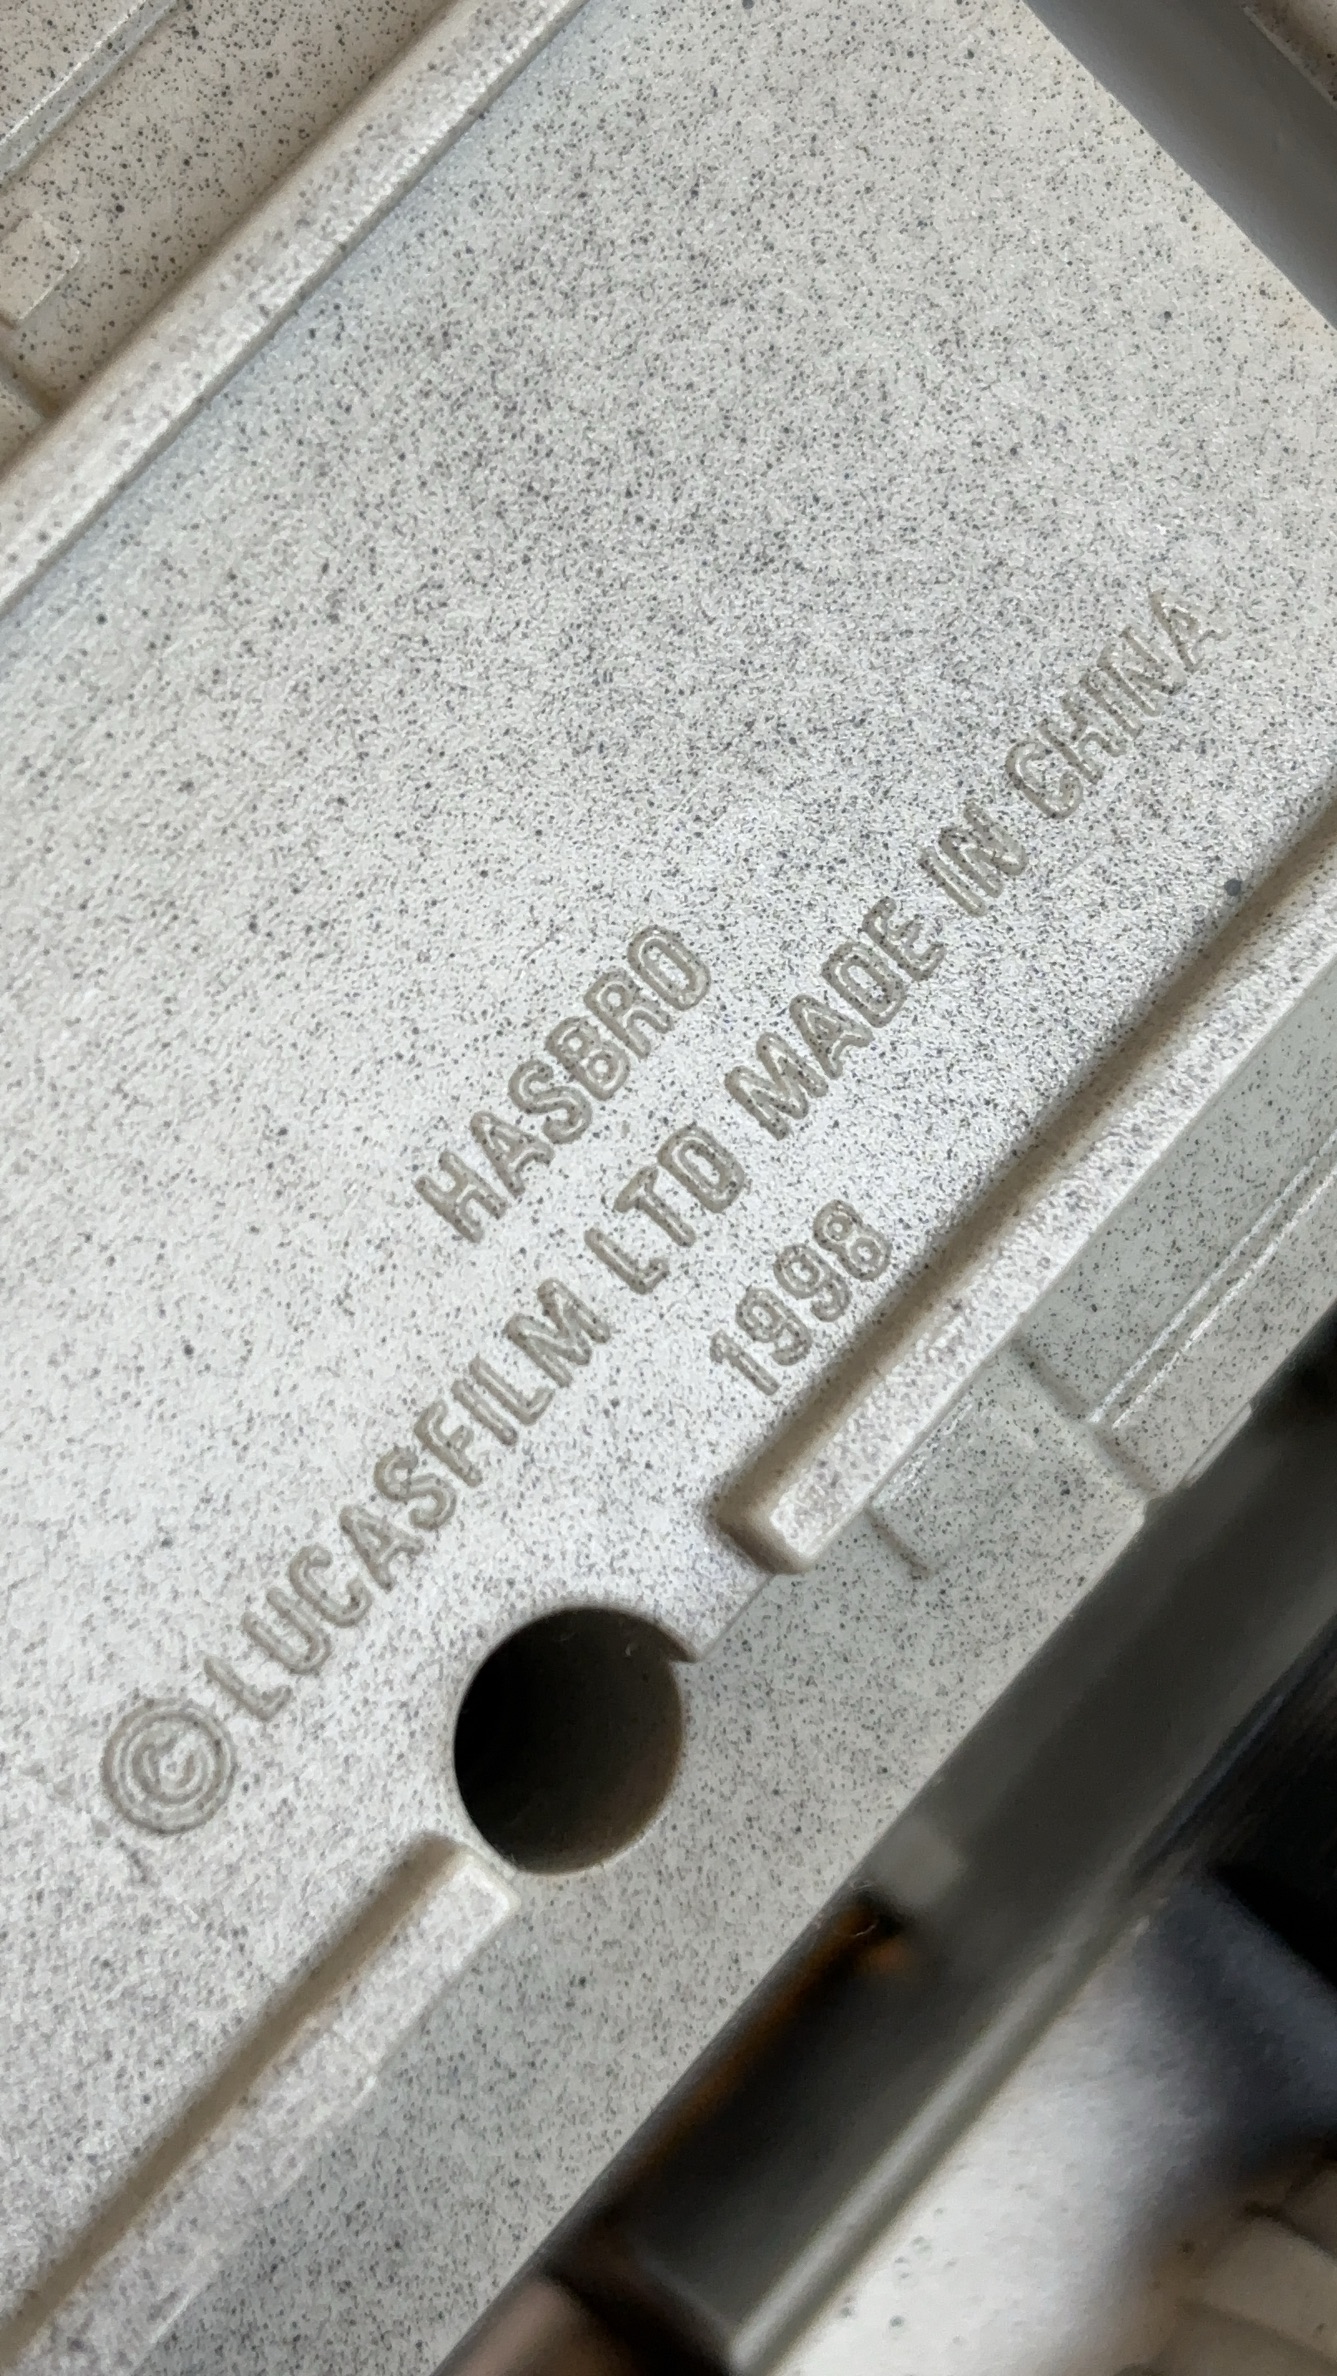 HASBRO
© LUCASFILM LTD MADE IN CHINA
1998